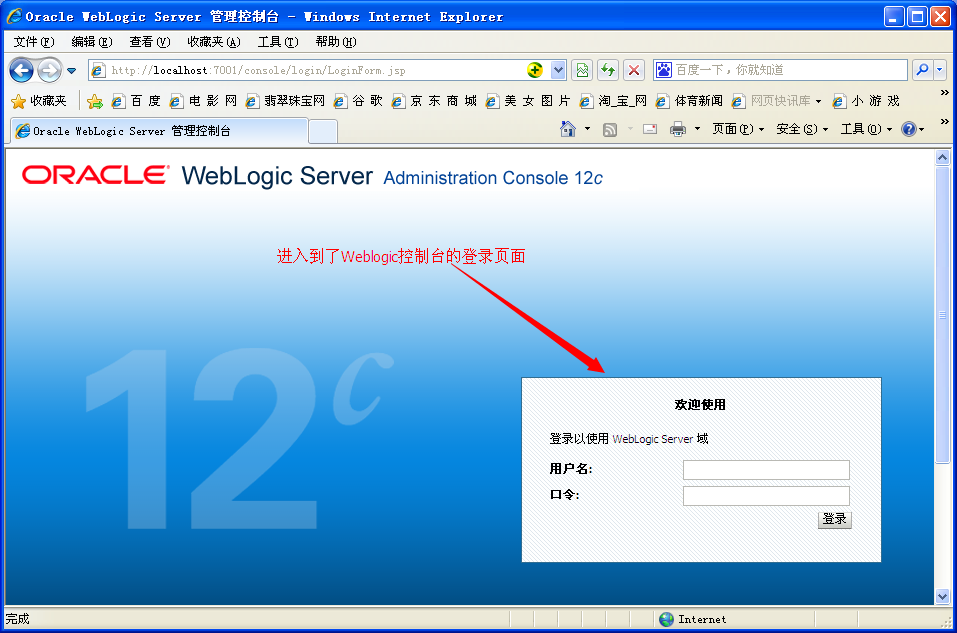 Oracle WebLogic Server 管理控制台 - Windows Internet Explorer
文件(F) 编辑(E) 查看(V) 收藏夹(A) 工具(T) 帮助(H)
http://localhost:7001/console/login/LoginForm.jsp 百度一下，你就知道
收藏夹 百 度 电 影 网 翡翠珠宝网 谷 歌 京 东 商 城 美 女 图 片 淘_宝_网 体育新闻 网页快讯库 小 游 戏
Oracle WebLogic Server 管理控制台 页面(P) 安全(S) 工具(O)
ORACLE WebLogic Server Administration Console 12c
进入到了Weblogic控制台的登录页面
12c
欢迎使用
登录以使用 WebLogic Server 域
用户名:
口令:
登录
完成 Internet